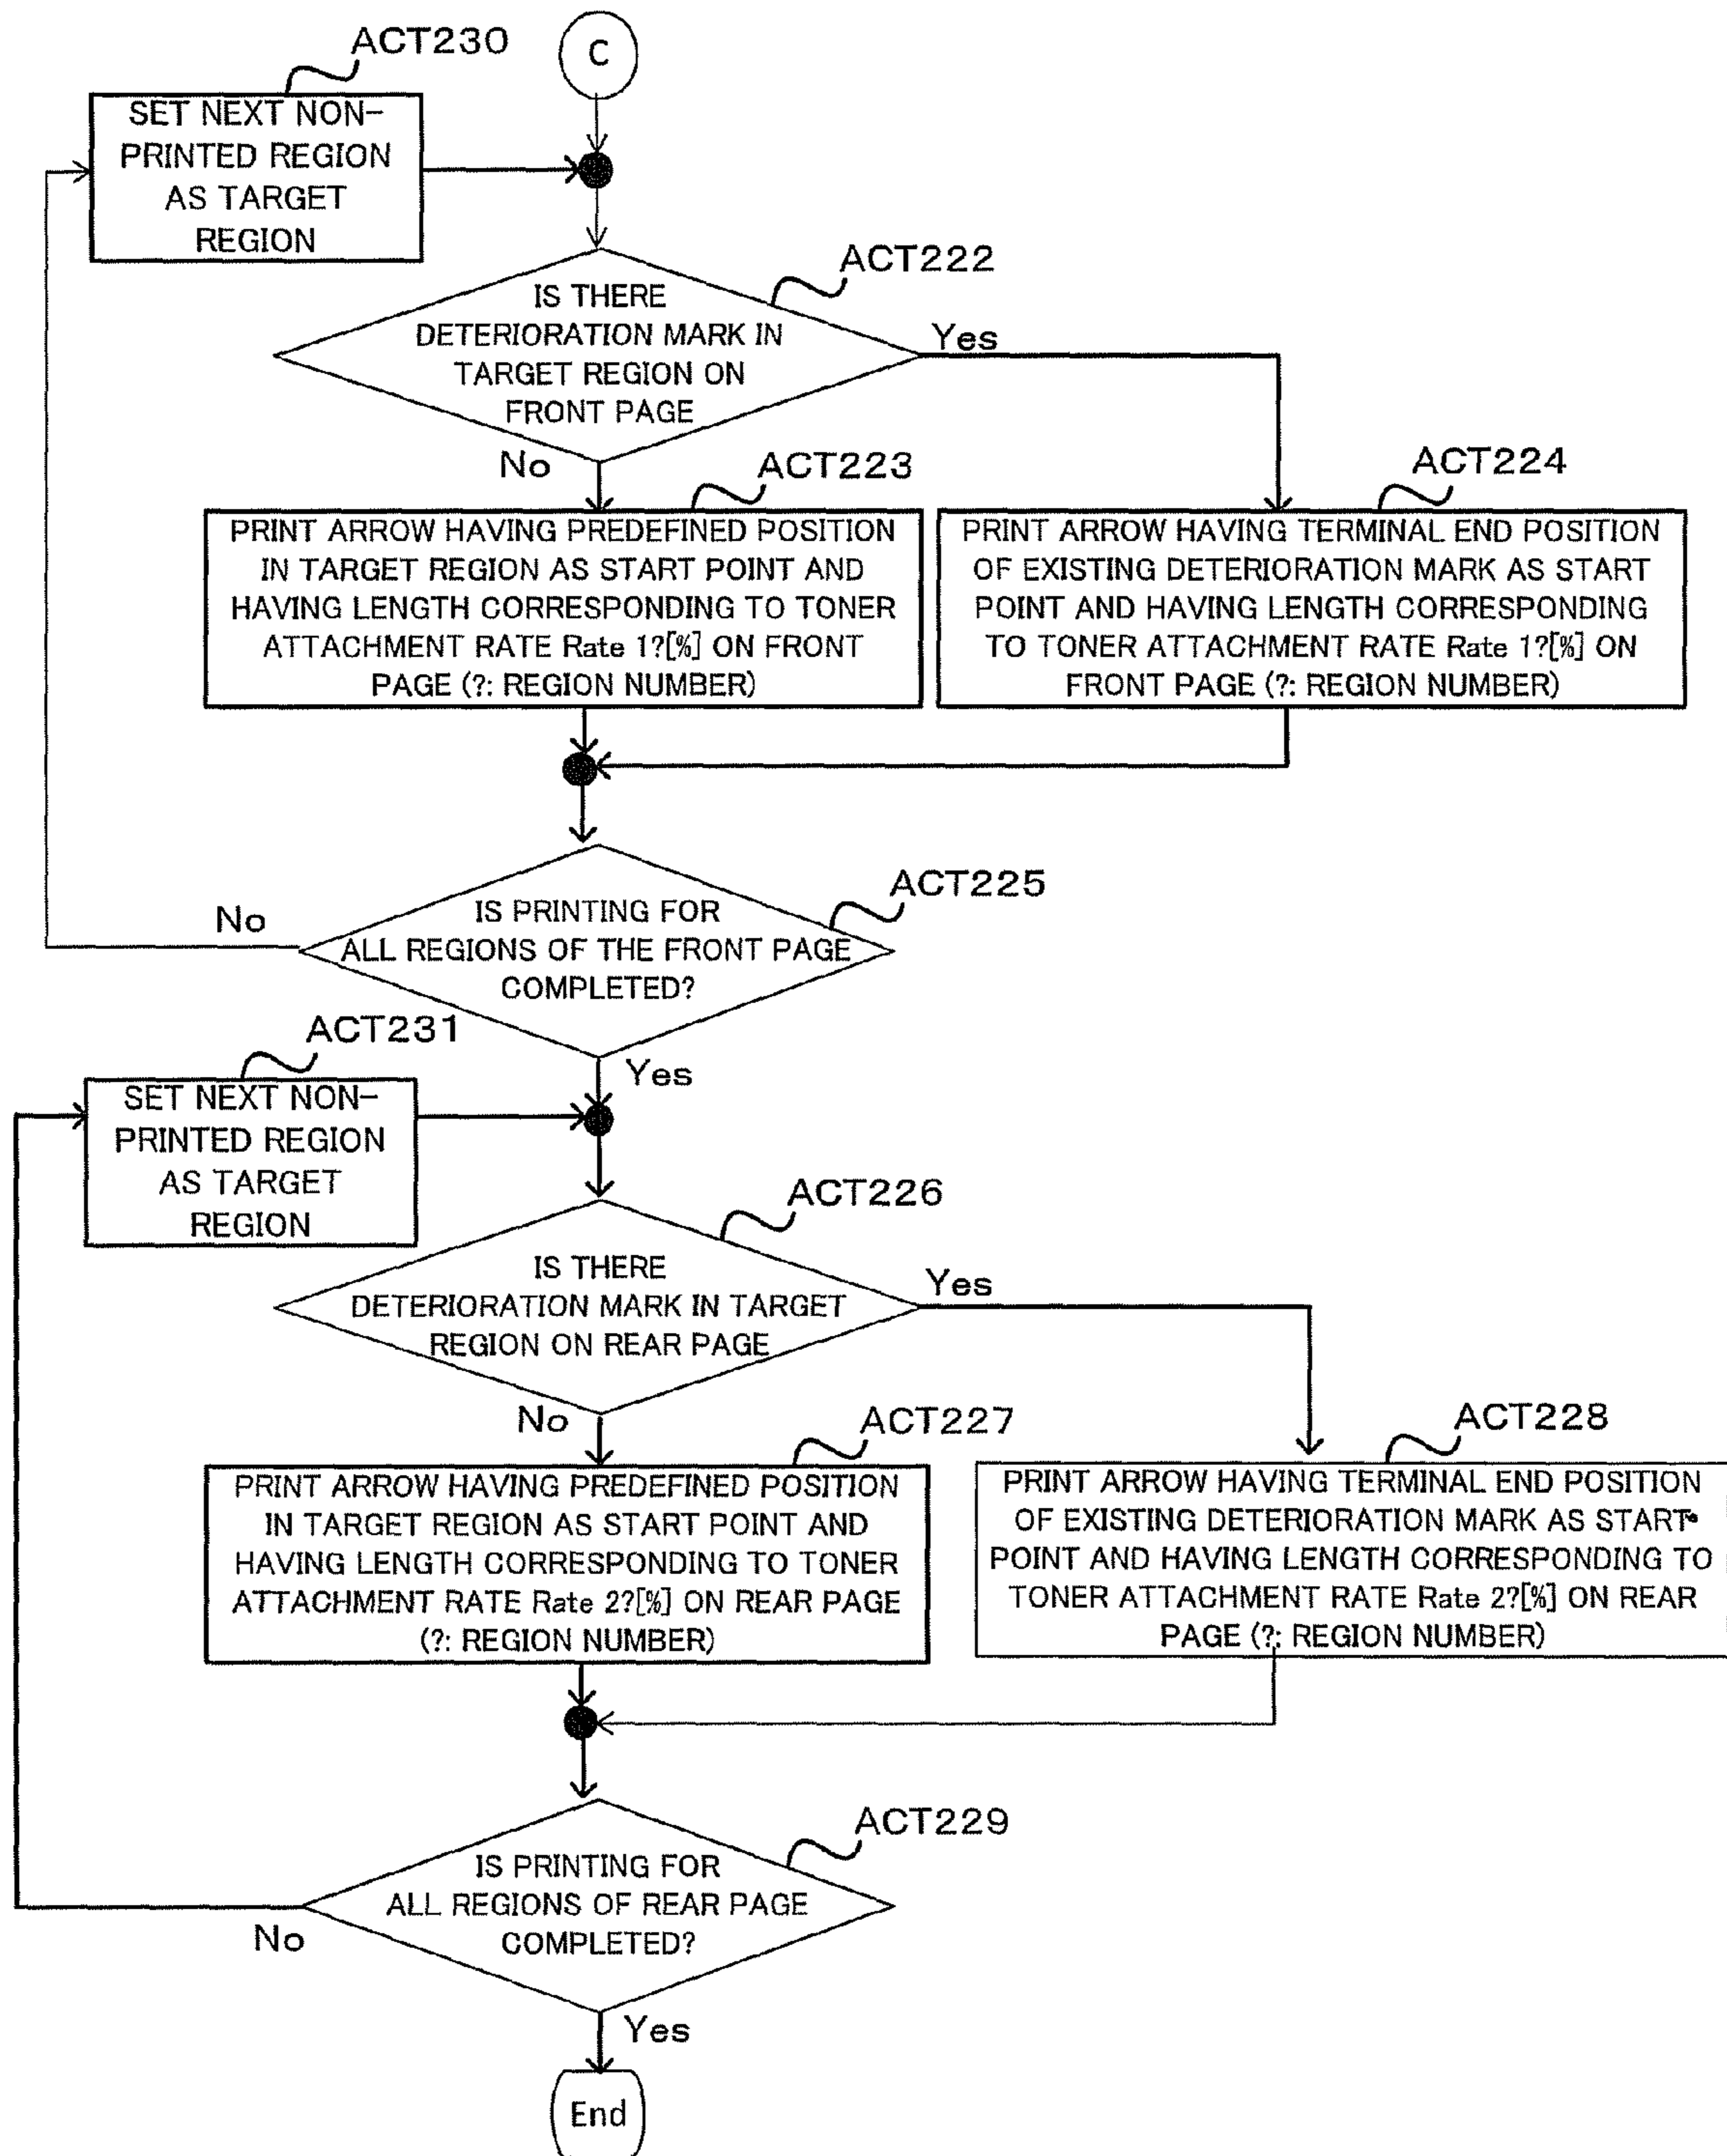 ACT230
C
SET NEXT NON-
PRINTED REGION
AS TARGET
REGION
ACT222
IS THERE
DETERIORATION MARK IN
TARGET REGION ON
FRONT PAGE
Yes
No
ACT223
PRINT ARROW HAVING PREDEFINED POSITION
IN TARGET REGION AS START POINT AND
HAVING LENGTH CORRESPONDING TO TONER
ATTACHMENT RATE Rate 1?[%] ON FRONT
PAGE (?: REGION NUMBER)
ACT224
PRINT ARROW HAVING TERMINAL END POSITION
OF EXISTING DETERIORATION MARK AS START
POINT AND HAVING LENGTH CORRESPONDING
TO TONER ATTACHMENT RATE Rate 1?[%] ON
FRONT PAGE (?: REGION NUMBER)
ACT225
IS PRINTING FOR
ALL REGIONS OF THE FRONT PAGE
COMPLETED?
No
Yes
ACT231
SET NEXT NON-
PRINTED REGION
AS TARGET
REGION
ACT226
IS THERE
DETERIORATION MARK IN TARGET
REGION ON REAR PAGE
Yes
No
ACT227
PRINT ARROW HAVING PREDEFINED POSITION
IN TARGET REGION AS START POINT AND
HAVING LENGTH CORRESPONDING TO TONER
ATTACHMENT RATE Rate 2?[%] ON REAR PAGE
(?: REGION NUMBER)
ACT228
PRINT ARROW HAVING TERMINAL END POSITION
OF EXISTING DETERIORATION MARK AS START
POINT AND HAVING LENGTH CORRESPONDING TO
TONER ATTACHMENT RATE Rate 2?[%] ON REAR
PAGE (?: REGION NUMBER)
ACT229
IS PRINTING FOR
ALL REGIONS OF REAR PAGE
COMPLETED?
No
Yes
End